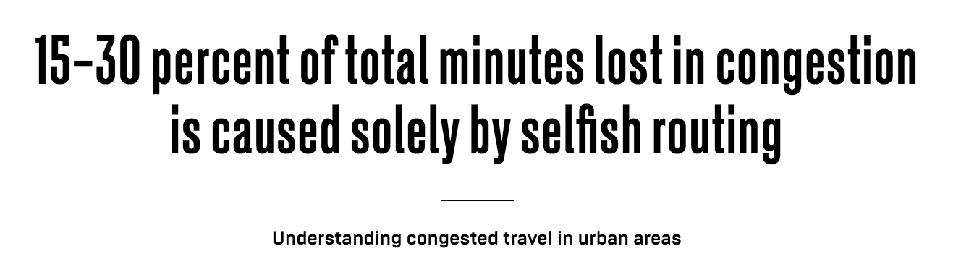 15–30 percent of total minutes lost in congestion
is caused solely by selfish routing
Understanding congested travel in urban areas